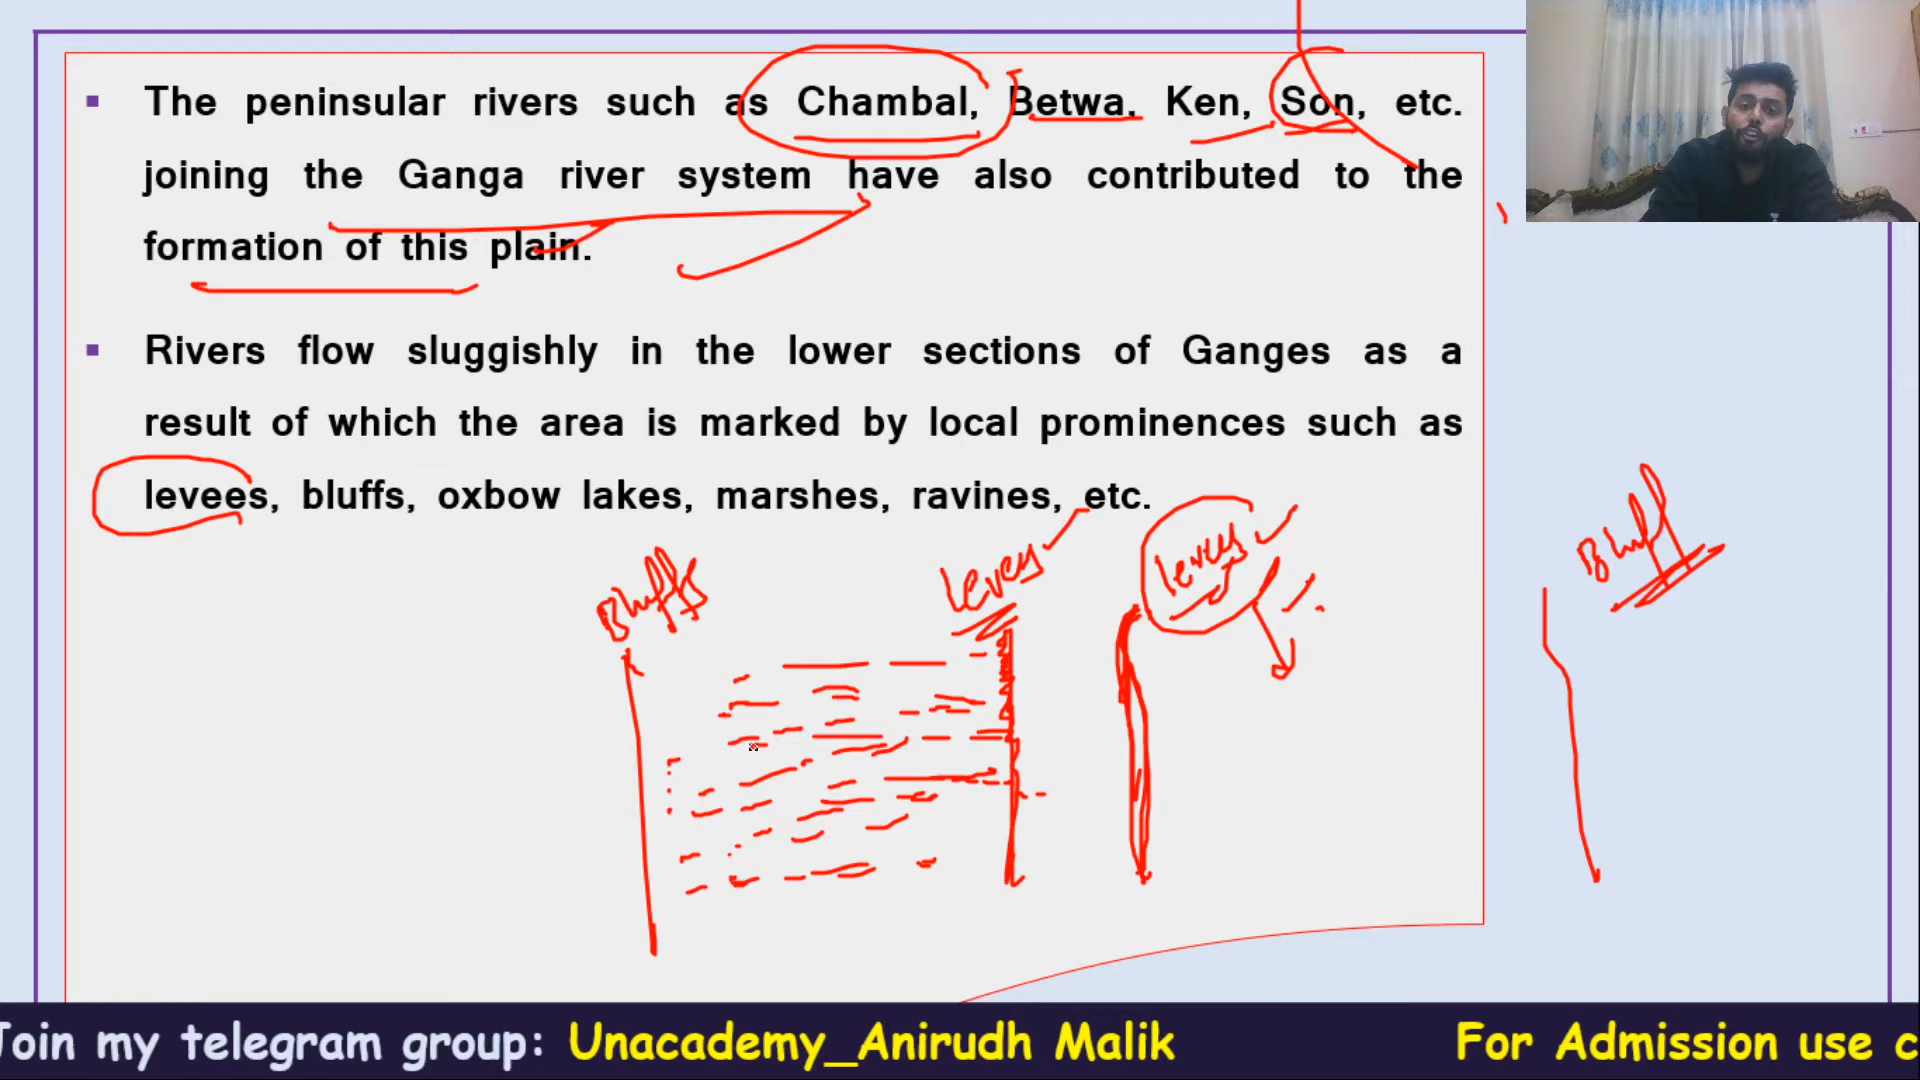 The peninsular rivers such as Chambal, Betwa, Ken, Son, etc.
joining the Ganga river system have also contributed to the
formation of this plain.
Rivers flow sluggishly in the lower sections of Ganges as a
result of which the area is marked by local prominences such as
levees, bluffs, oxbow lakes, marshes, ravines, etc.
Bluffs
Levees
levees
Bluff
Join my telegram group: Unacademy_Anirudh Malik
For Admission use c